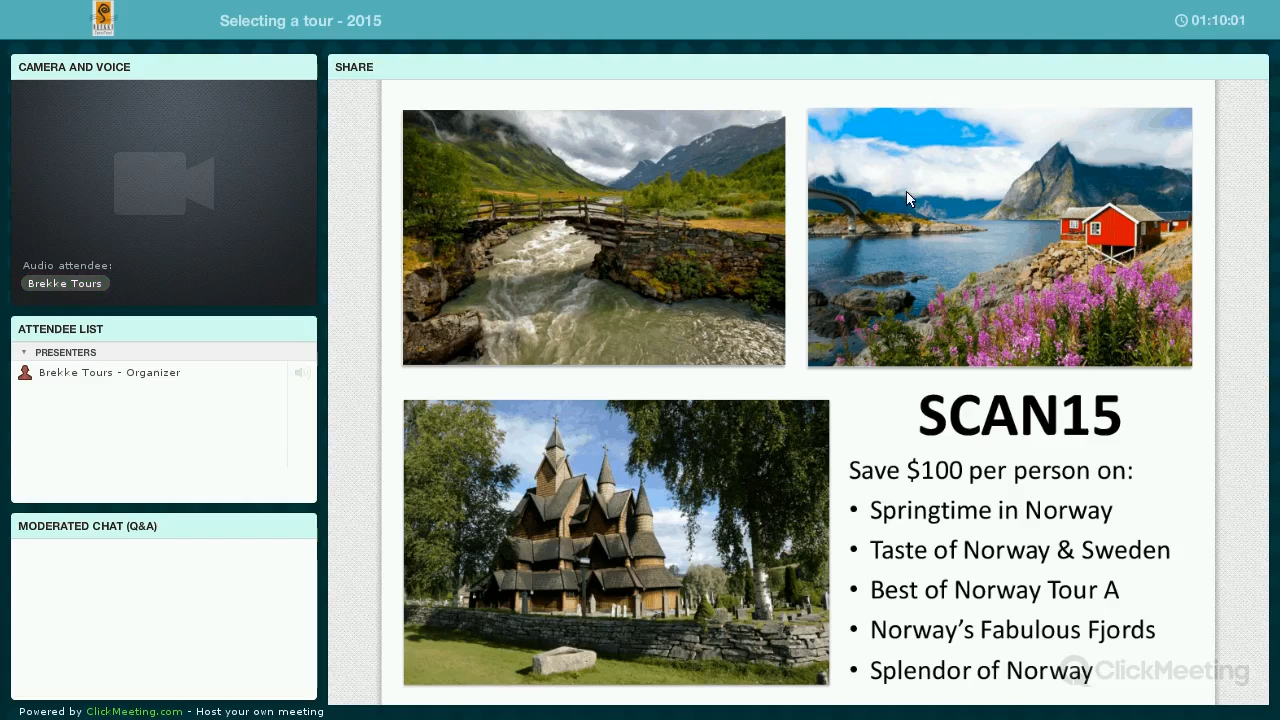 Selecting a tour - 2015
01:10:01
CAMERA AND VOICE
Audio attendee:
Brekke Tours
ATTENDEE LIST
PRESENTERS
Brekke Tours - Organizer
MODERATED CHAT (Q&A)
Powered by ClickMeeting.com - Host your own meeting
SHARE
SCAN15
Save $100 per person on:
• Springtime in Norway
• Taste of Norway & Sweden
• Best of Norway Tour A
• Norway's Fabulous Fjords
• Splendor of Norway
ClickMeeting